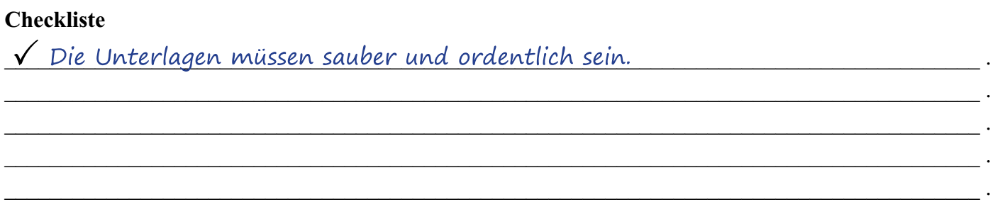 Checkliste
✓ Die Unterlagen müssen sauber und ordentlich sein. .
.
.
.
.